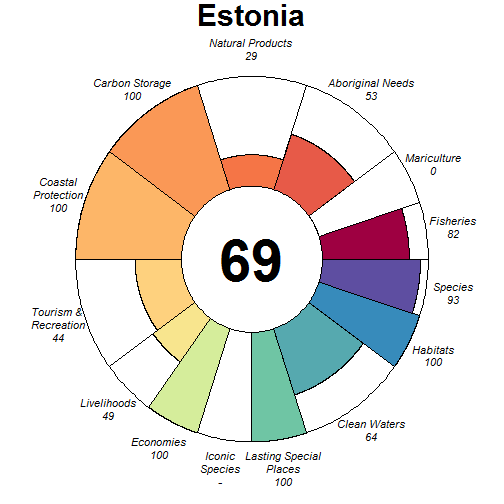 Estonia
Natural Products
29
Carbon Storage
100
Aboriginal Needs
53
Mariculture
0
Coastal
Protection
100
Fisheries
82
69
Species
93
Tourism &
Recreation
44
Habitats
100
Livelihoods
49
Clean Waters
64
Economies
100
Iconic
Species
-
Lasting Special
Places
100